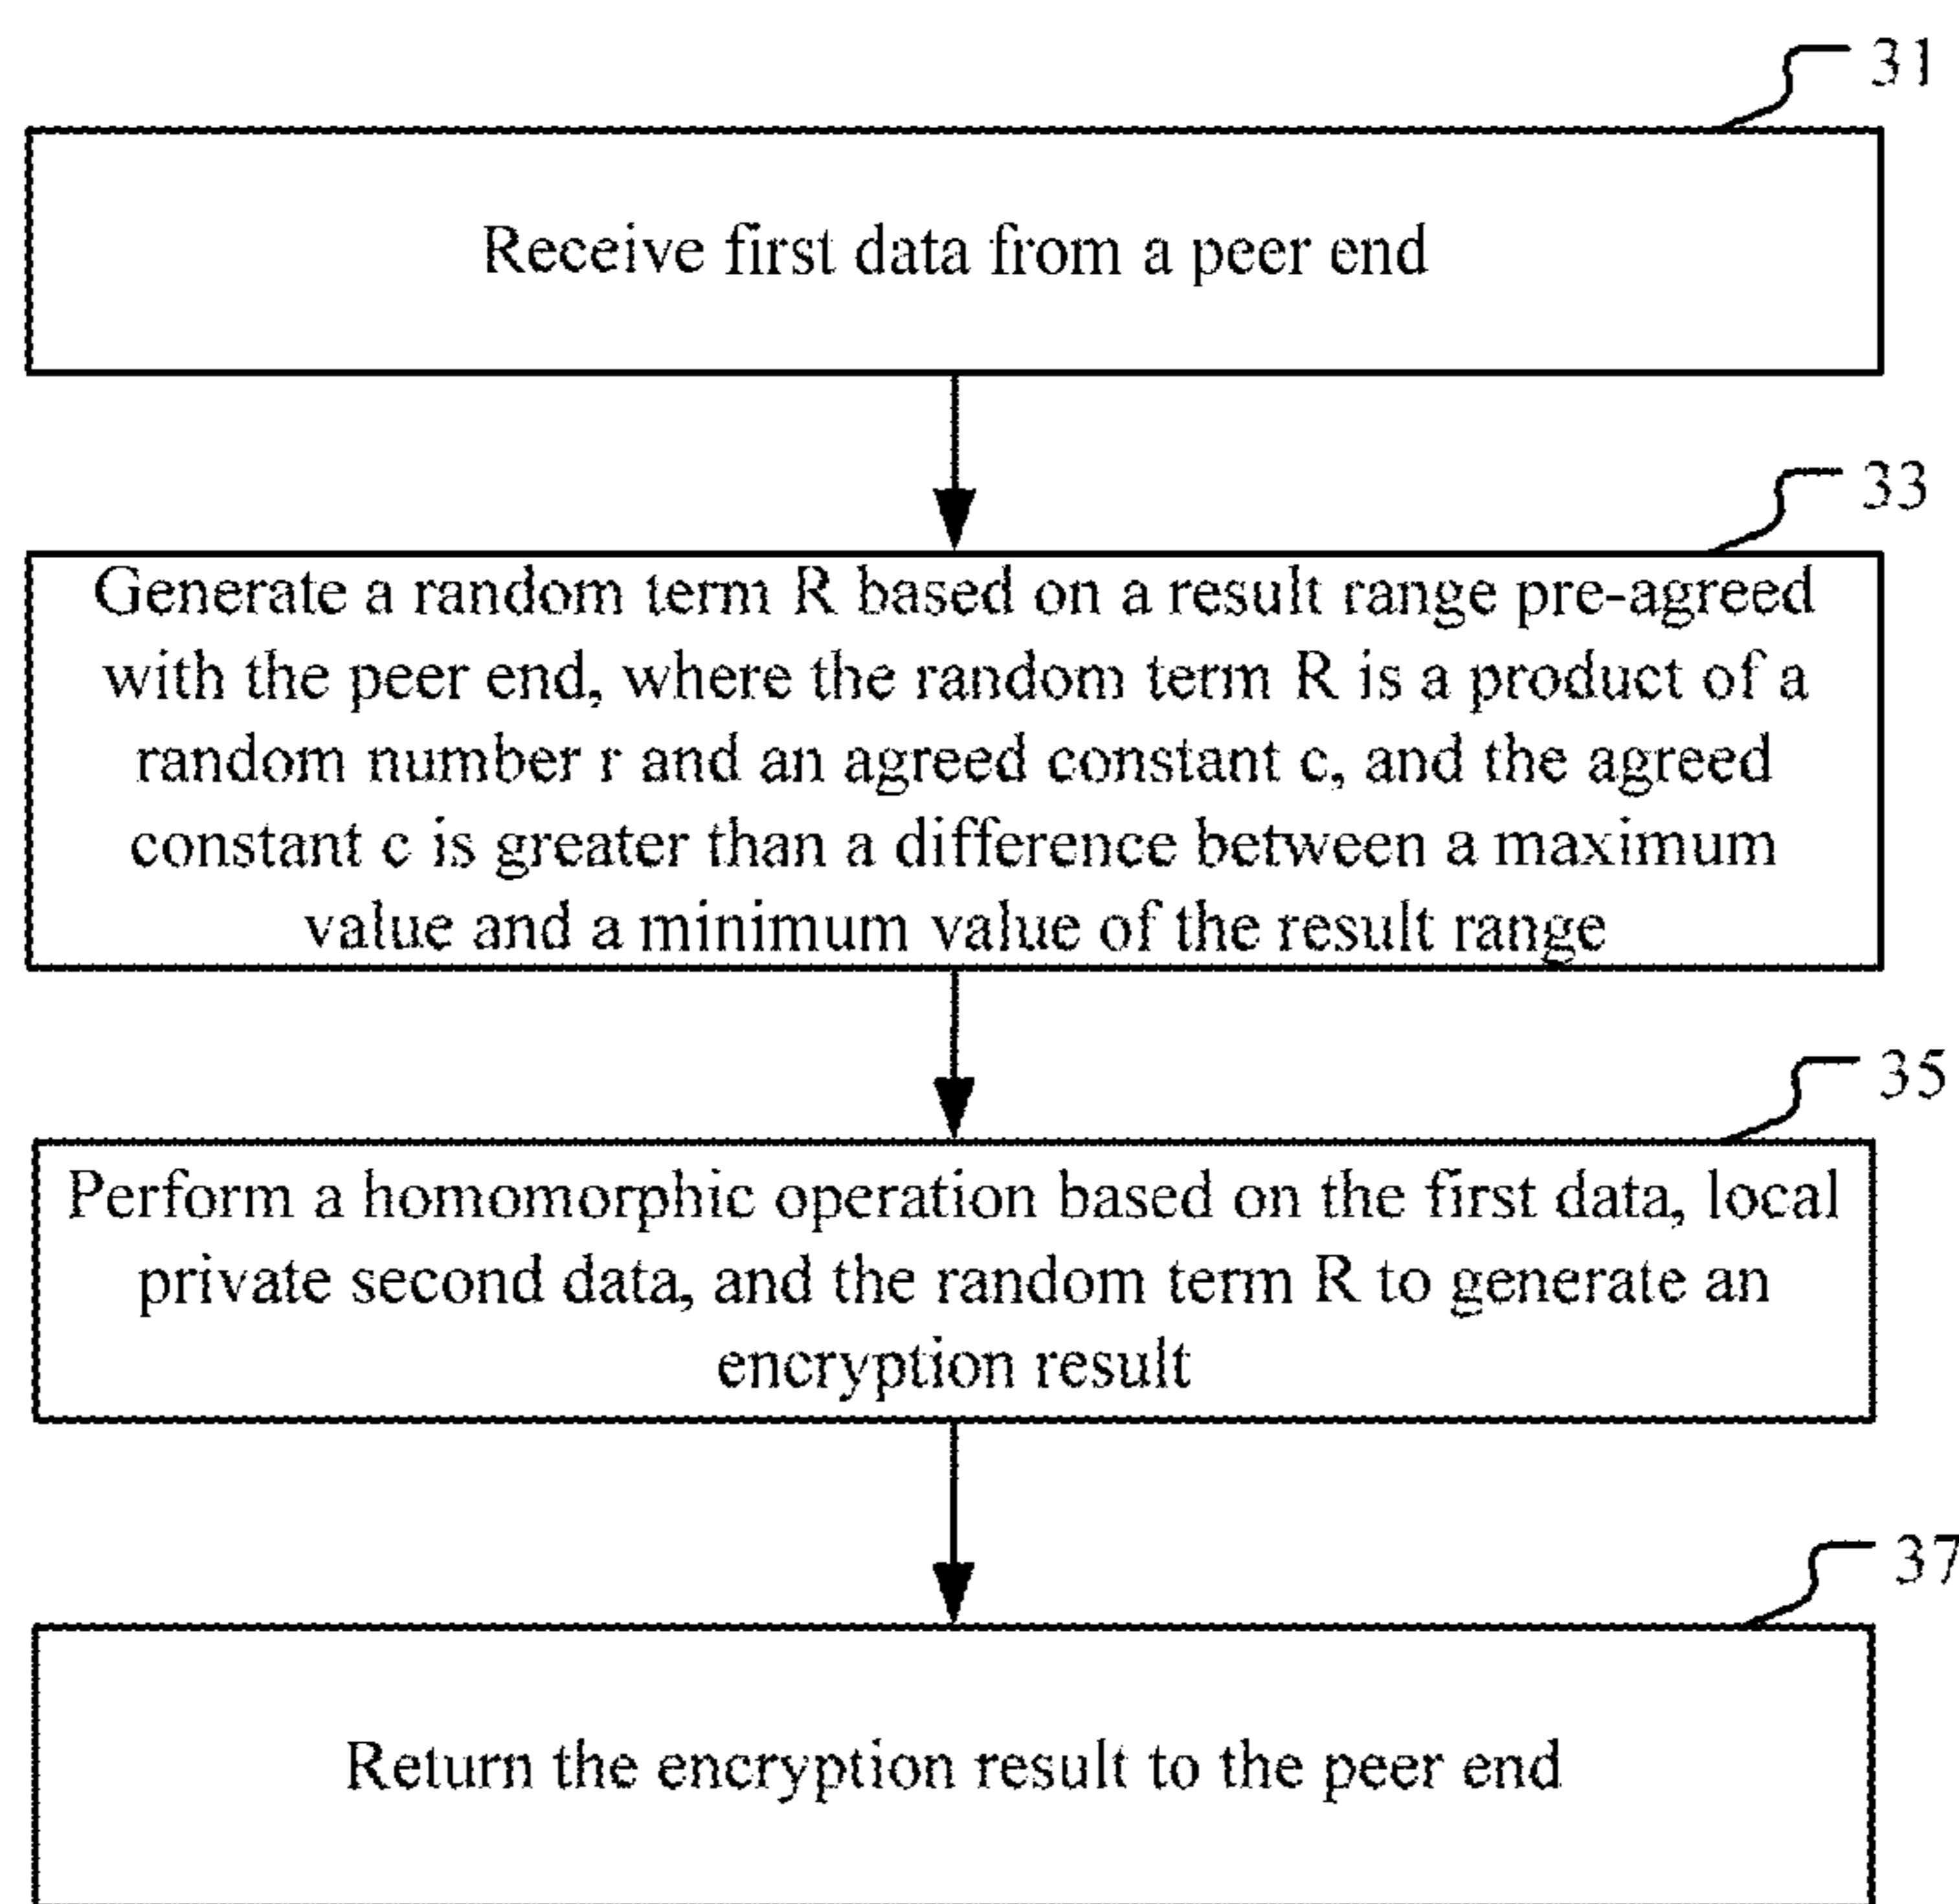 31
Receive first data from a peer end
33
Generate a random term R based on a result range pre-agreed
with the peer end, where the random term R is a product of a
random number r and an agreed constant c, and the agreed
constant c is greater than a difference between a maximum
value and a minimum value of the result range
35
Perform a homomorphic operation based on the first data, local
private second data, and the random term R to generate an
encryption result
37
Return the encryption result to the peer end